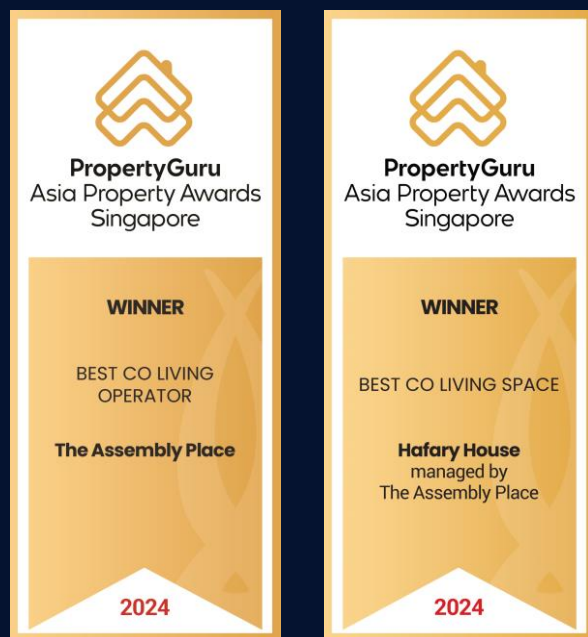 PropertyGuru
Asia Property Awards
Singapore
WINNER
BEST CO LIVING
OPERATOR
The Assembly Place
2024
PropertyGuru
Asia Property Awards
Singapore
WINNER
BEST CO LIVING SPACE
Hafary House
managed by
The Assembly Place
2024